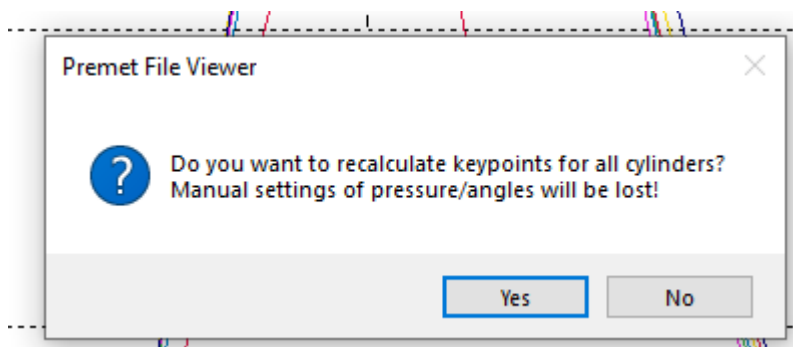 Premet File Viewer
Do you want to recalculate keypoints for all cylinders?
Manual settings of pressure/angles will be lost!
Yes
No